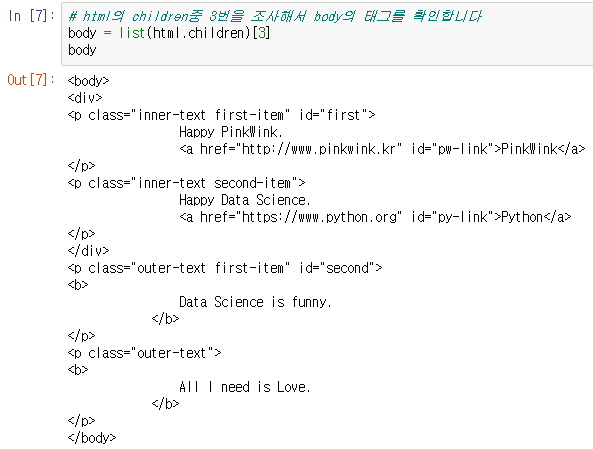 In [7]: # html의 children중 3번을 조사해서 body의 태그를 확인합니다
body = list(html.children)[3]
body
Out[7]: <body>
<div>
<p class="inner-text first-item" id="first">
Happy PinkWink.
<a href="http://www.pinkwink.kr" id="pw-link">PinkWink</a>
</p>
<p class="inner-text second-item">
Happy Data Science.
<a href="https://www.python.org" id="py-link">Python</a>
</p>
</div>
<p class="outer-text first-item" id="second">
<b>
Data Science is funny.
</b>
</p>
<p class="outer-text">
<b>
All I need is Love.
</b>
</p>
</body>